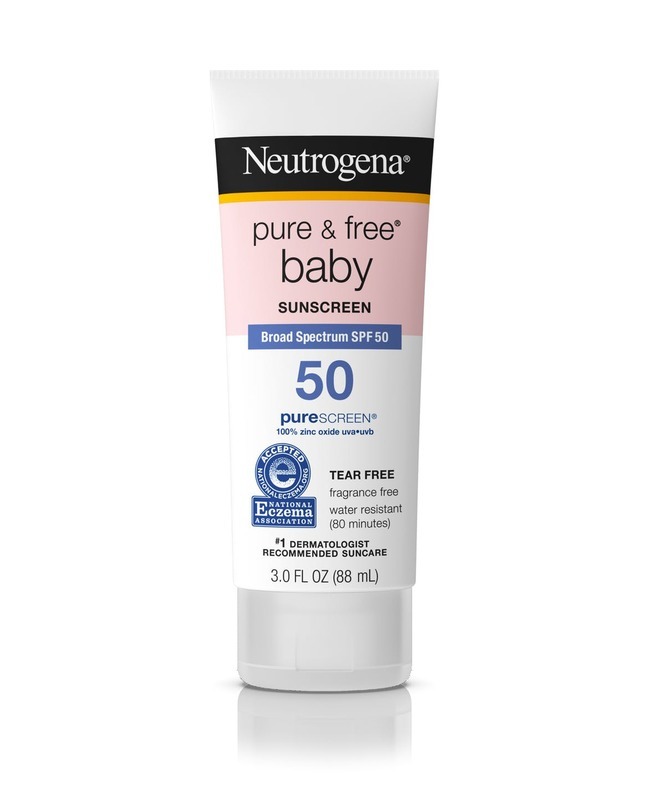 Neutrogena®
pure & free®
baby
SUNSCREEN
Broad Spectrum SPF 50
50
pureSCREEN®
100% zinc oxide uva•uvb
ACCEPTED
NATIONALECZEMA.ORG
e
NATIONAL
Eczema
ASSOCIATION
TEAR FREE
fragrance free
water resistant
(80 minutes)
#1 DERMATOLOGIST
RECOMMENDED SUNCARE
3.0 FL OZ (88 mL)